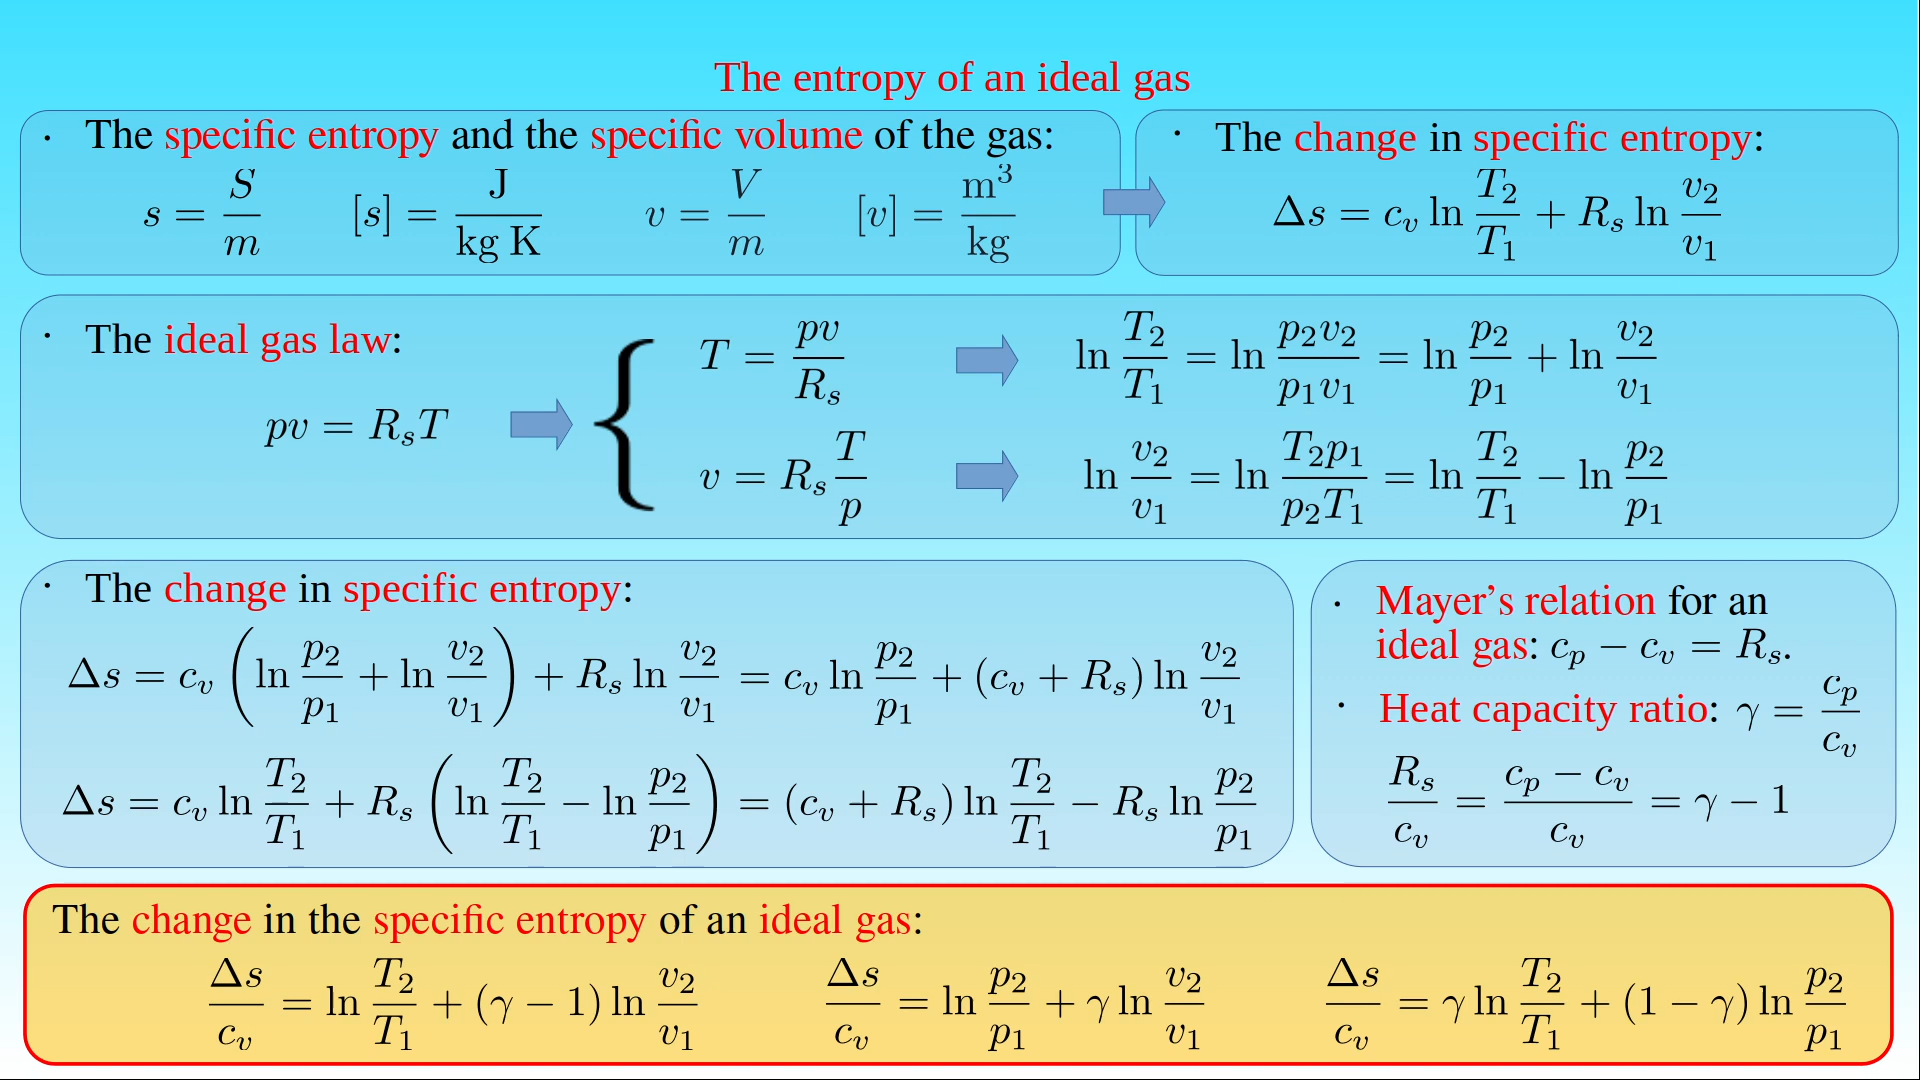 The entropy of an ideal gas
· The specific entropy and the specific volume of the gas:
s = S/m [s] = J/(kg K) v = V/m [v] = m³/kg
· The change in specific entropy:
Δs = c_v ln T₂/T₁ + R_s ln v₂/v₁
· The ideal gas law:
pv = R_sT
T = pv/R_s
ln T₂/T₁ = ln p₂v₂/p₁v₁ = ln p₂/p₁ + ln v₂/v₁
v = R_s T/p
ln v₂/v₁ = ln T₂p₁/p₂T₁ = ln T₂/T₁ − ln p₂/p₁
· The change in specific entropy:
Δs = c_v (ln p₂/p₁ + ln v₂/v₁) + R_s ln v₂/v₁ = c_v ln p₂/p₁ + (c_v + R_s) ln v₂/v₁
Δs = c_v ln T₂/T₁ + R_s (ln T₂/T₁ − ln p₂/p₁) = (c_v + R_s) ln T₂/T₁ − R_s ln p₂/p₁
· Mayer’s relation for an
ideal gas: c_p − c_v = R_s.
· Heat capacity ratio: γ = c_p/c_v
R_s/c_v = (c_p − c_v)/c_v = γ − 1
The change in the specific entropy of an ideal gas:
Δs/c_v = ln T₂/T₁ + (γ − 1) ln v₂/v₁ Δs/c_v = ln p₂/p₁ + γ ln v₂/v₁ Δs/c_v = γ ln T₂/T₁ + (1 − γ) ln p₂/p₁